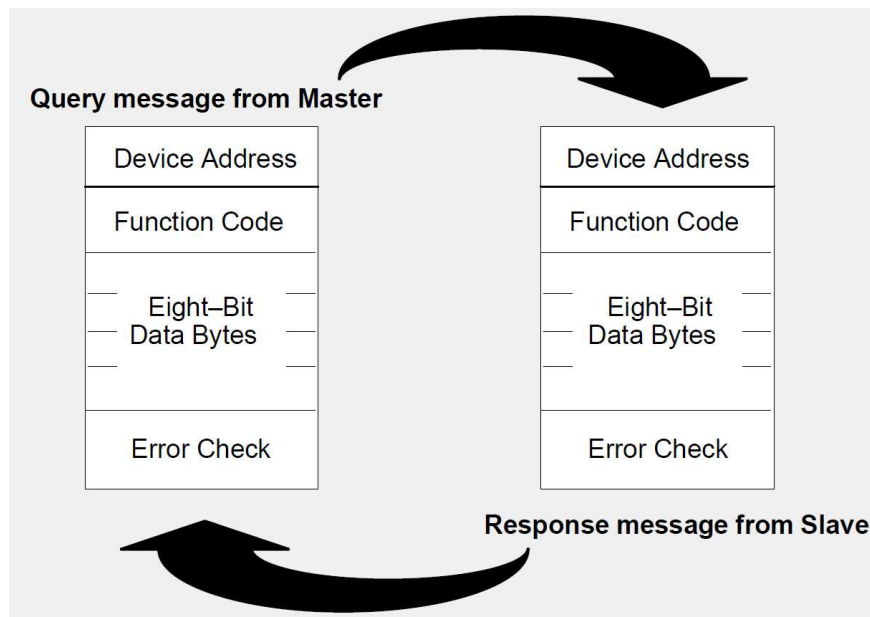 Query message from Master
Device Address
Function Code
Eight–Bit
Data Bytes
Error Check
Device Address
Function Code
Eight–Bit
Data Bytes
Error Check
Response message from Slave